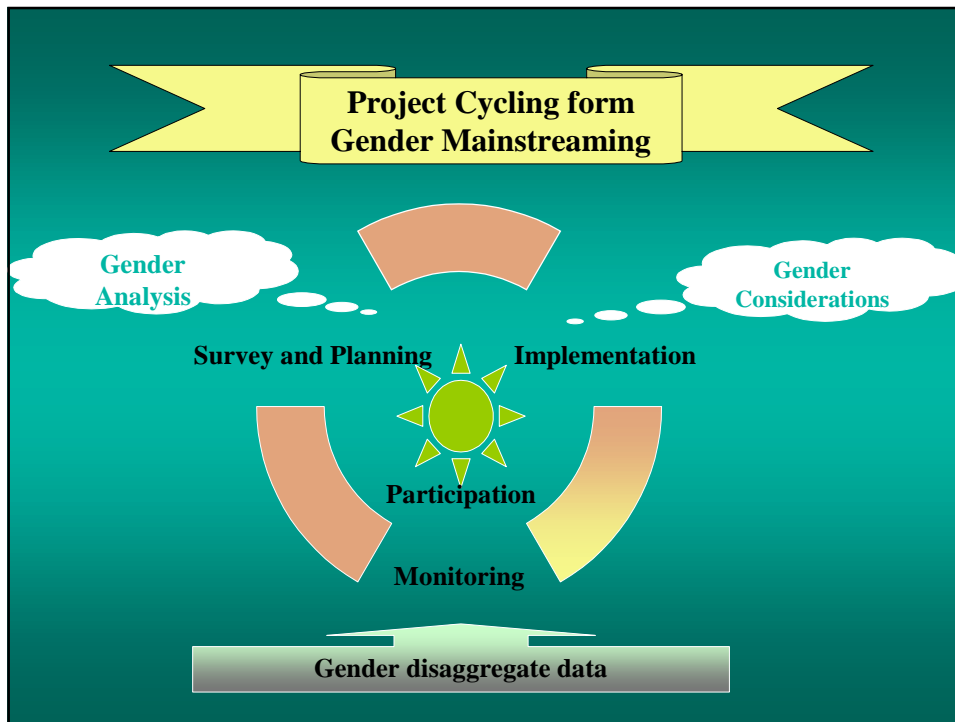 Project Cycling form
Gender Mainstreaming
Gender
Analysis
Gender
Considerations
Survey and Planning
Implementation
Participation
Monitoring
Gender disaggregate data